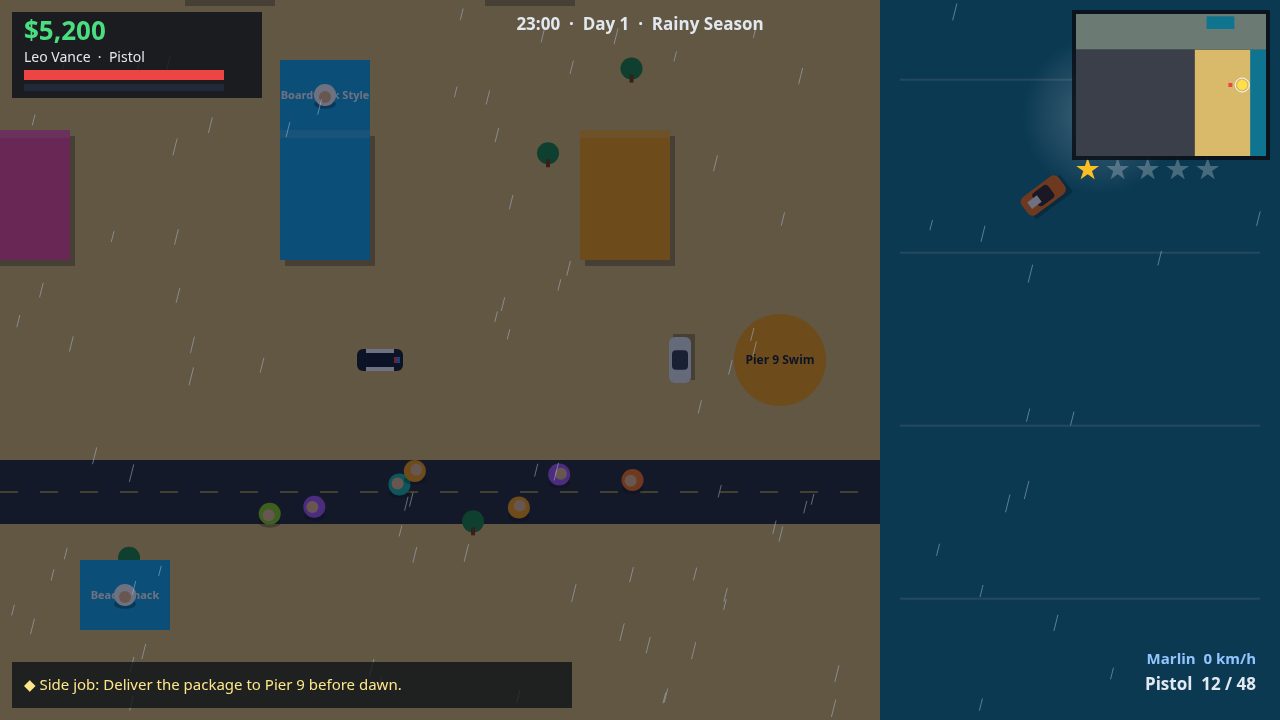 $5,200
Leo Vance · Pistol
23:00 · Day 1 · Rainy Season
Style
Pier 9 Swim
◆ Side job: Deliver the package to Pier 9 before dawn.
Marlin 0 km/h
Pistol 12 / 48